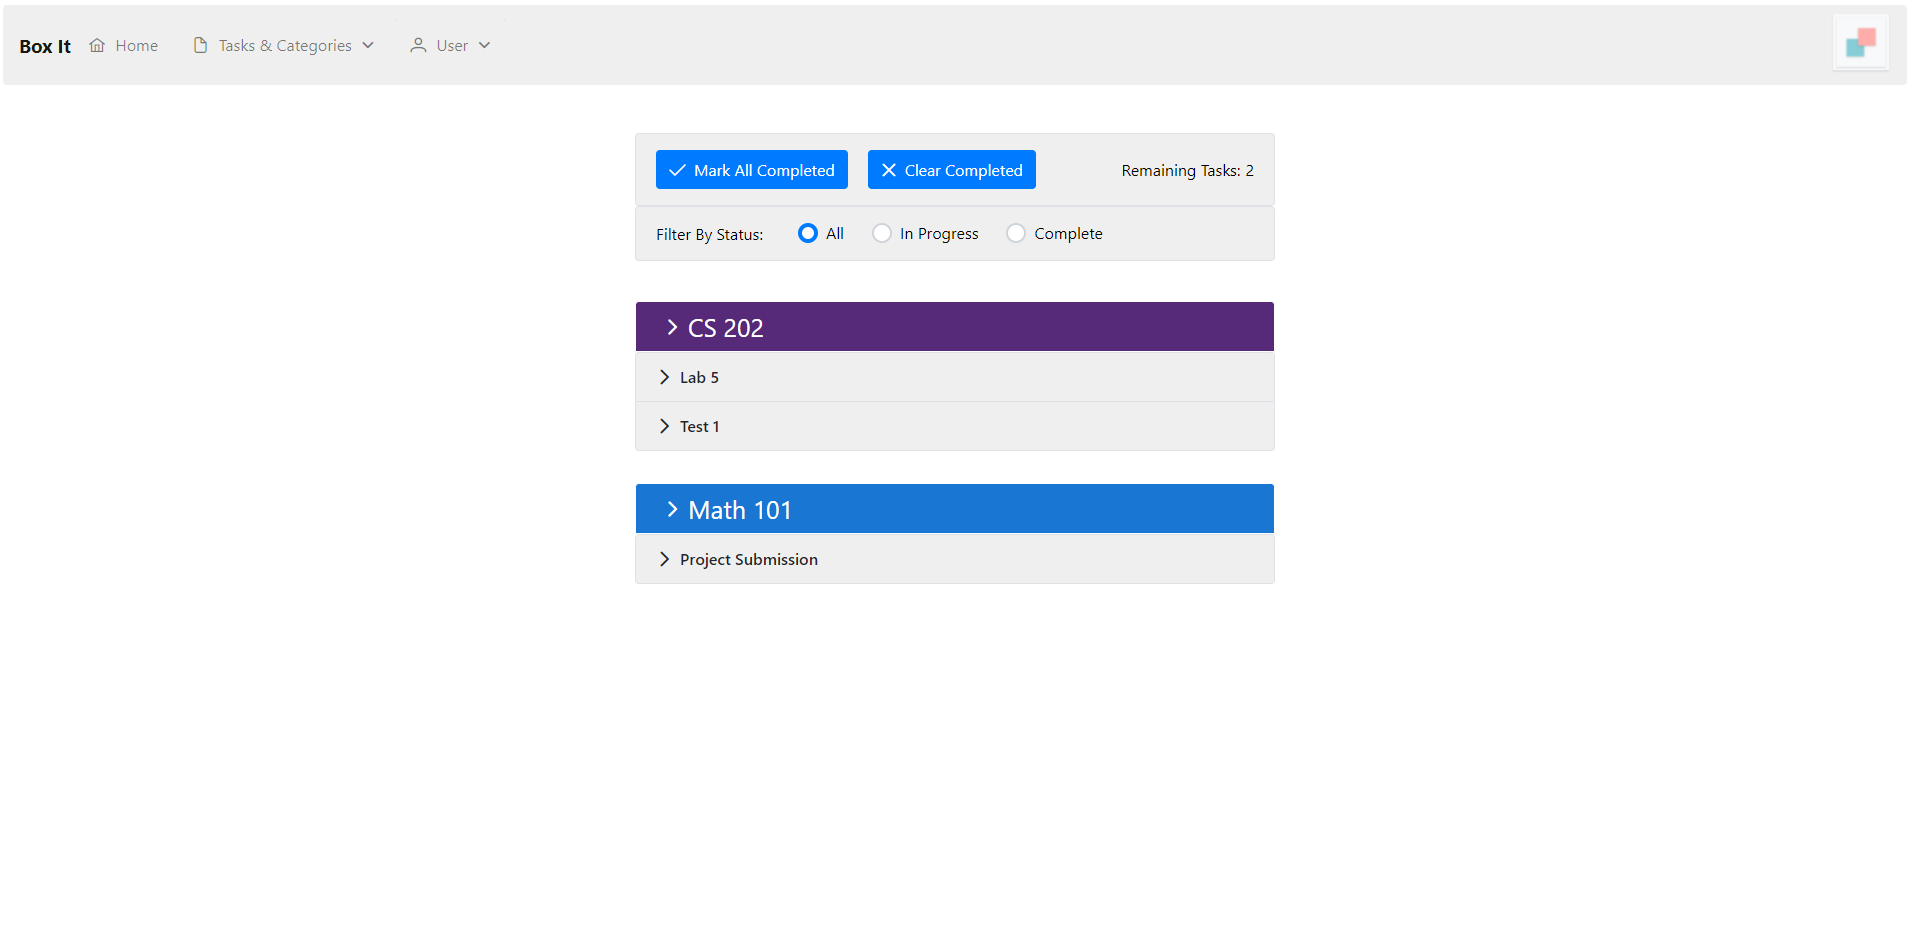 Box It Home Tasks & Categories User
Mark All Completed Clear Completed Remaining Tasks: 2
Filter By Status: All In Progress Complete
CS 202
Lab 5
Test 1
Math 101
Project Submission